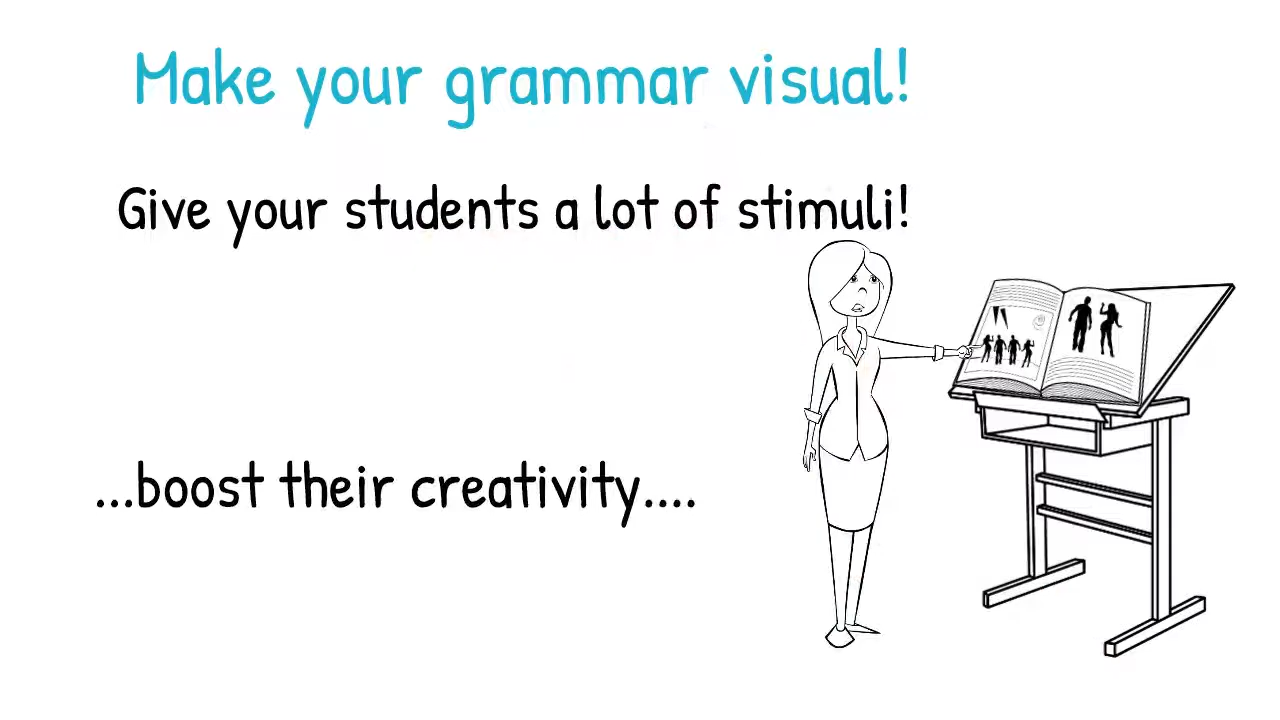 Make your grammar visual!
Give your students a lot of stimuli!
...boost their creativity....